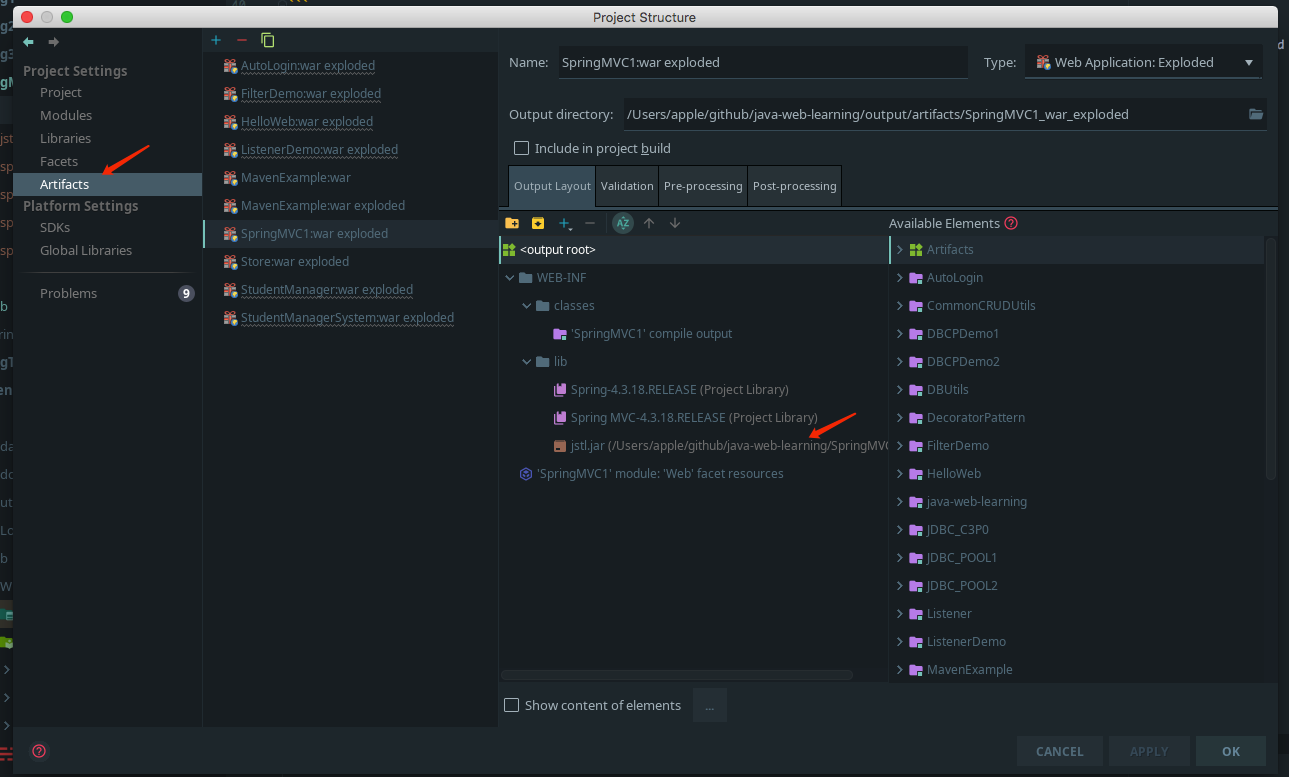 Project Structure
Project Settings
Project
Modules
Libraries
Facets
Artifacts
Platform Settings
SDKs
Global Libraries
Problems 9
AutoLogin:war exploded
FilterDemo:war exploded
HelloWeb:war exploded
ListenerDemo:war exploded
MavenExample:war
MavenExample:war exploded
SpringMVC1:war exploded
Store:war exploded
StudentManager:war exploded
StudentManagerSystem:war exploded
Name: SpringMVC1:war exploded Type: Web Application: Exploded
Output directory: /Users/apple/github/java-web-learning/output/artifacts/SpringMVC1_war_exploded
Include in project build
Output Layout Validation Pre-processing Post-processing
<output root>
WEB-INF
classes
'SpringMVC1' compile output
lib
Spring-4.3.18.RELEASE (Project Library)
Spring MVC-4.3.18.RELEASE (Project Library)
jstl.jar (/Users/apple/github/java-web-learning/SpringMVC
'SpringMVC1' module: 'Web' facet resources
Available Elements ?
Artifacts
AutoLogin
CommonCRUDUtils
DBCPDemo1
DBCPDemo2
DBUtils
DecoratorPattern
FilterDemo
HelloWeb
java-web-learning
JDBC_C3P0
JDBC_POOL1
JDBC_POOL2
Listener
ListenerDemo
MavenExample
Show content of elements ...
? CANCEL APPLY OK